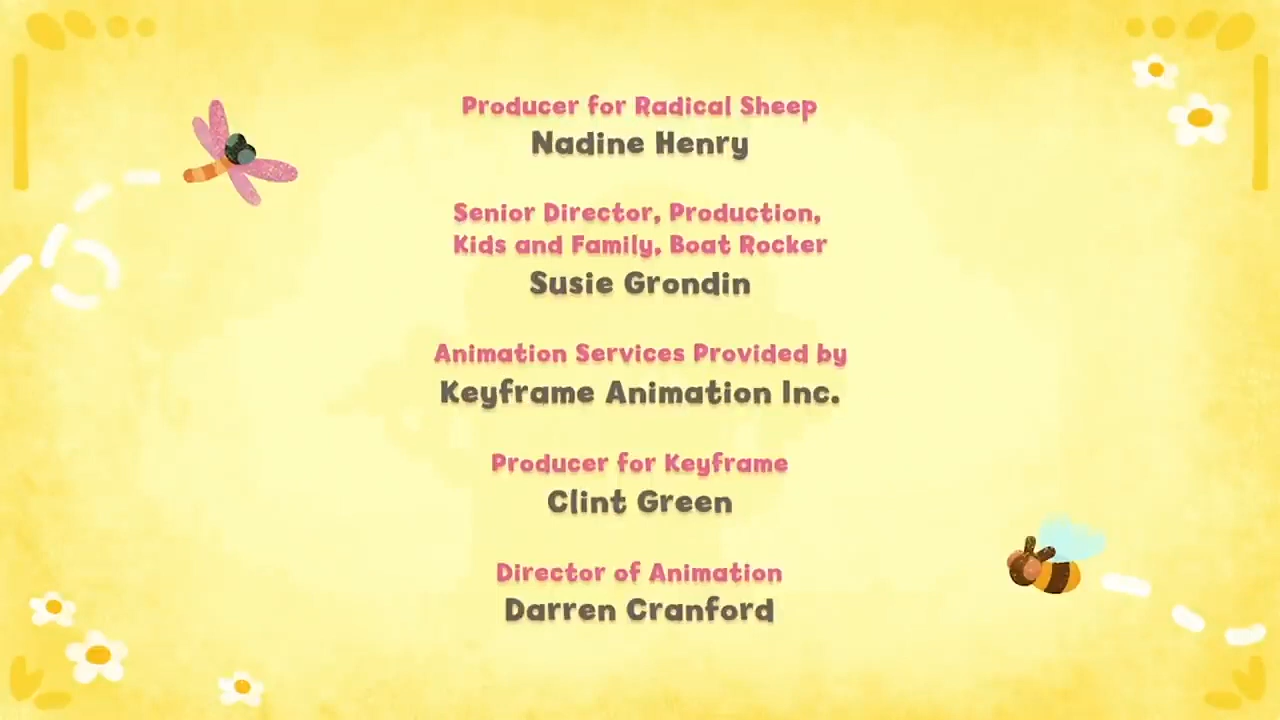 Producer for Radical Sheep
Nadine Henry
Senior Director, Production,
Kids and Family, Boat Rocker
Susie Grondin
Animation Services Provided by
Keyframe Animation Inc.
Producer for Keyframe
Clint Green
Director of Animation
Darren Cranford